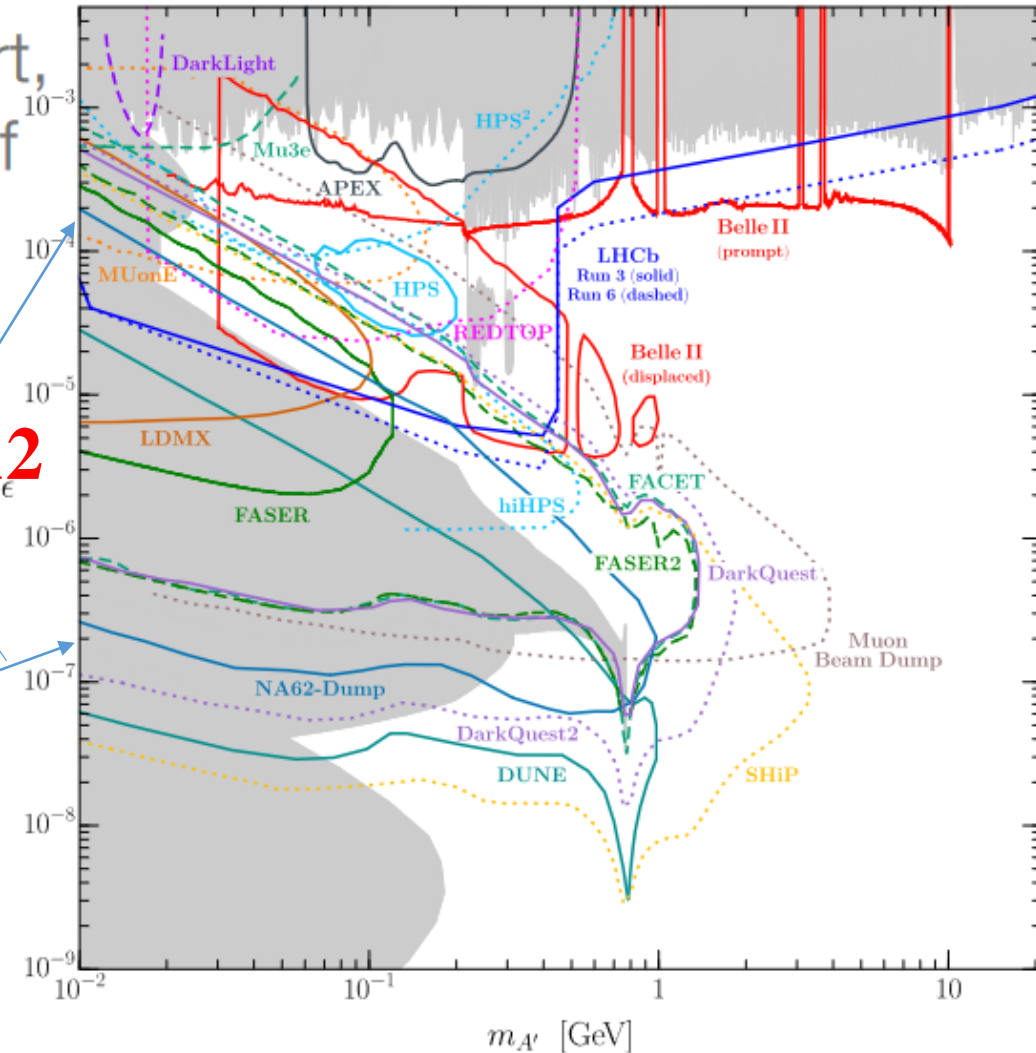 rt,
f
2
ϵ
10⁻³
10⁻⁴
10⁻⁵
10⁻⁶
10⁻⁷
10⁻⁸
10⁻⁹
DarkLight
HPS²
Mu3e
APEX
Belle II
(prompt)
LHCb
Run 3 (solid)
Run 6 (dashed)
MUonE
HPS
REDTOP
Belle II
(displaced)
LDMX
FACET
hiHPS
FASER
FASER2
DarkQuest
Muon
Beam Dump
NA62-Dump
DarkQuest2
DUNE
SHiP
10⁻²
10⁻¹
1
10
m_A′ [GeV]